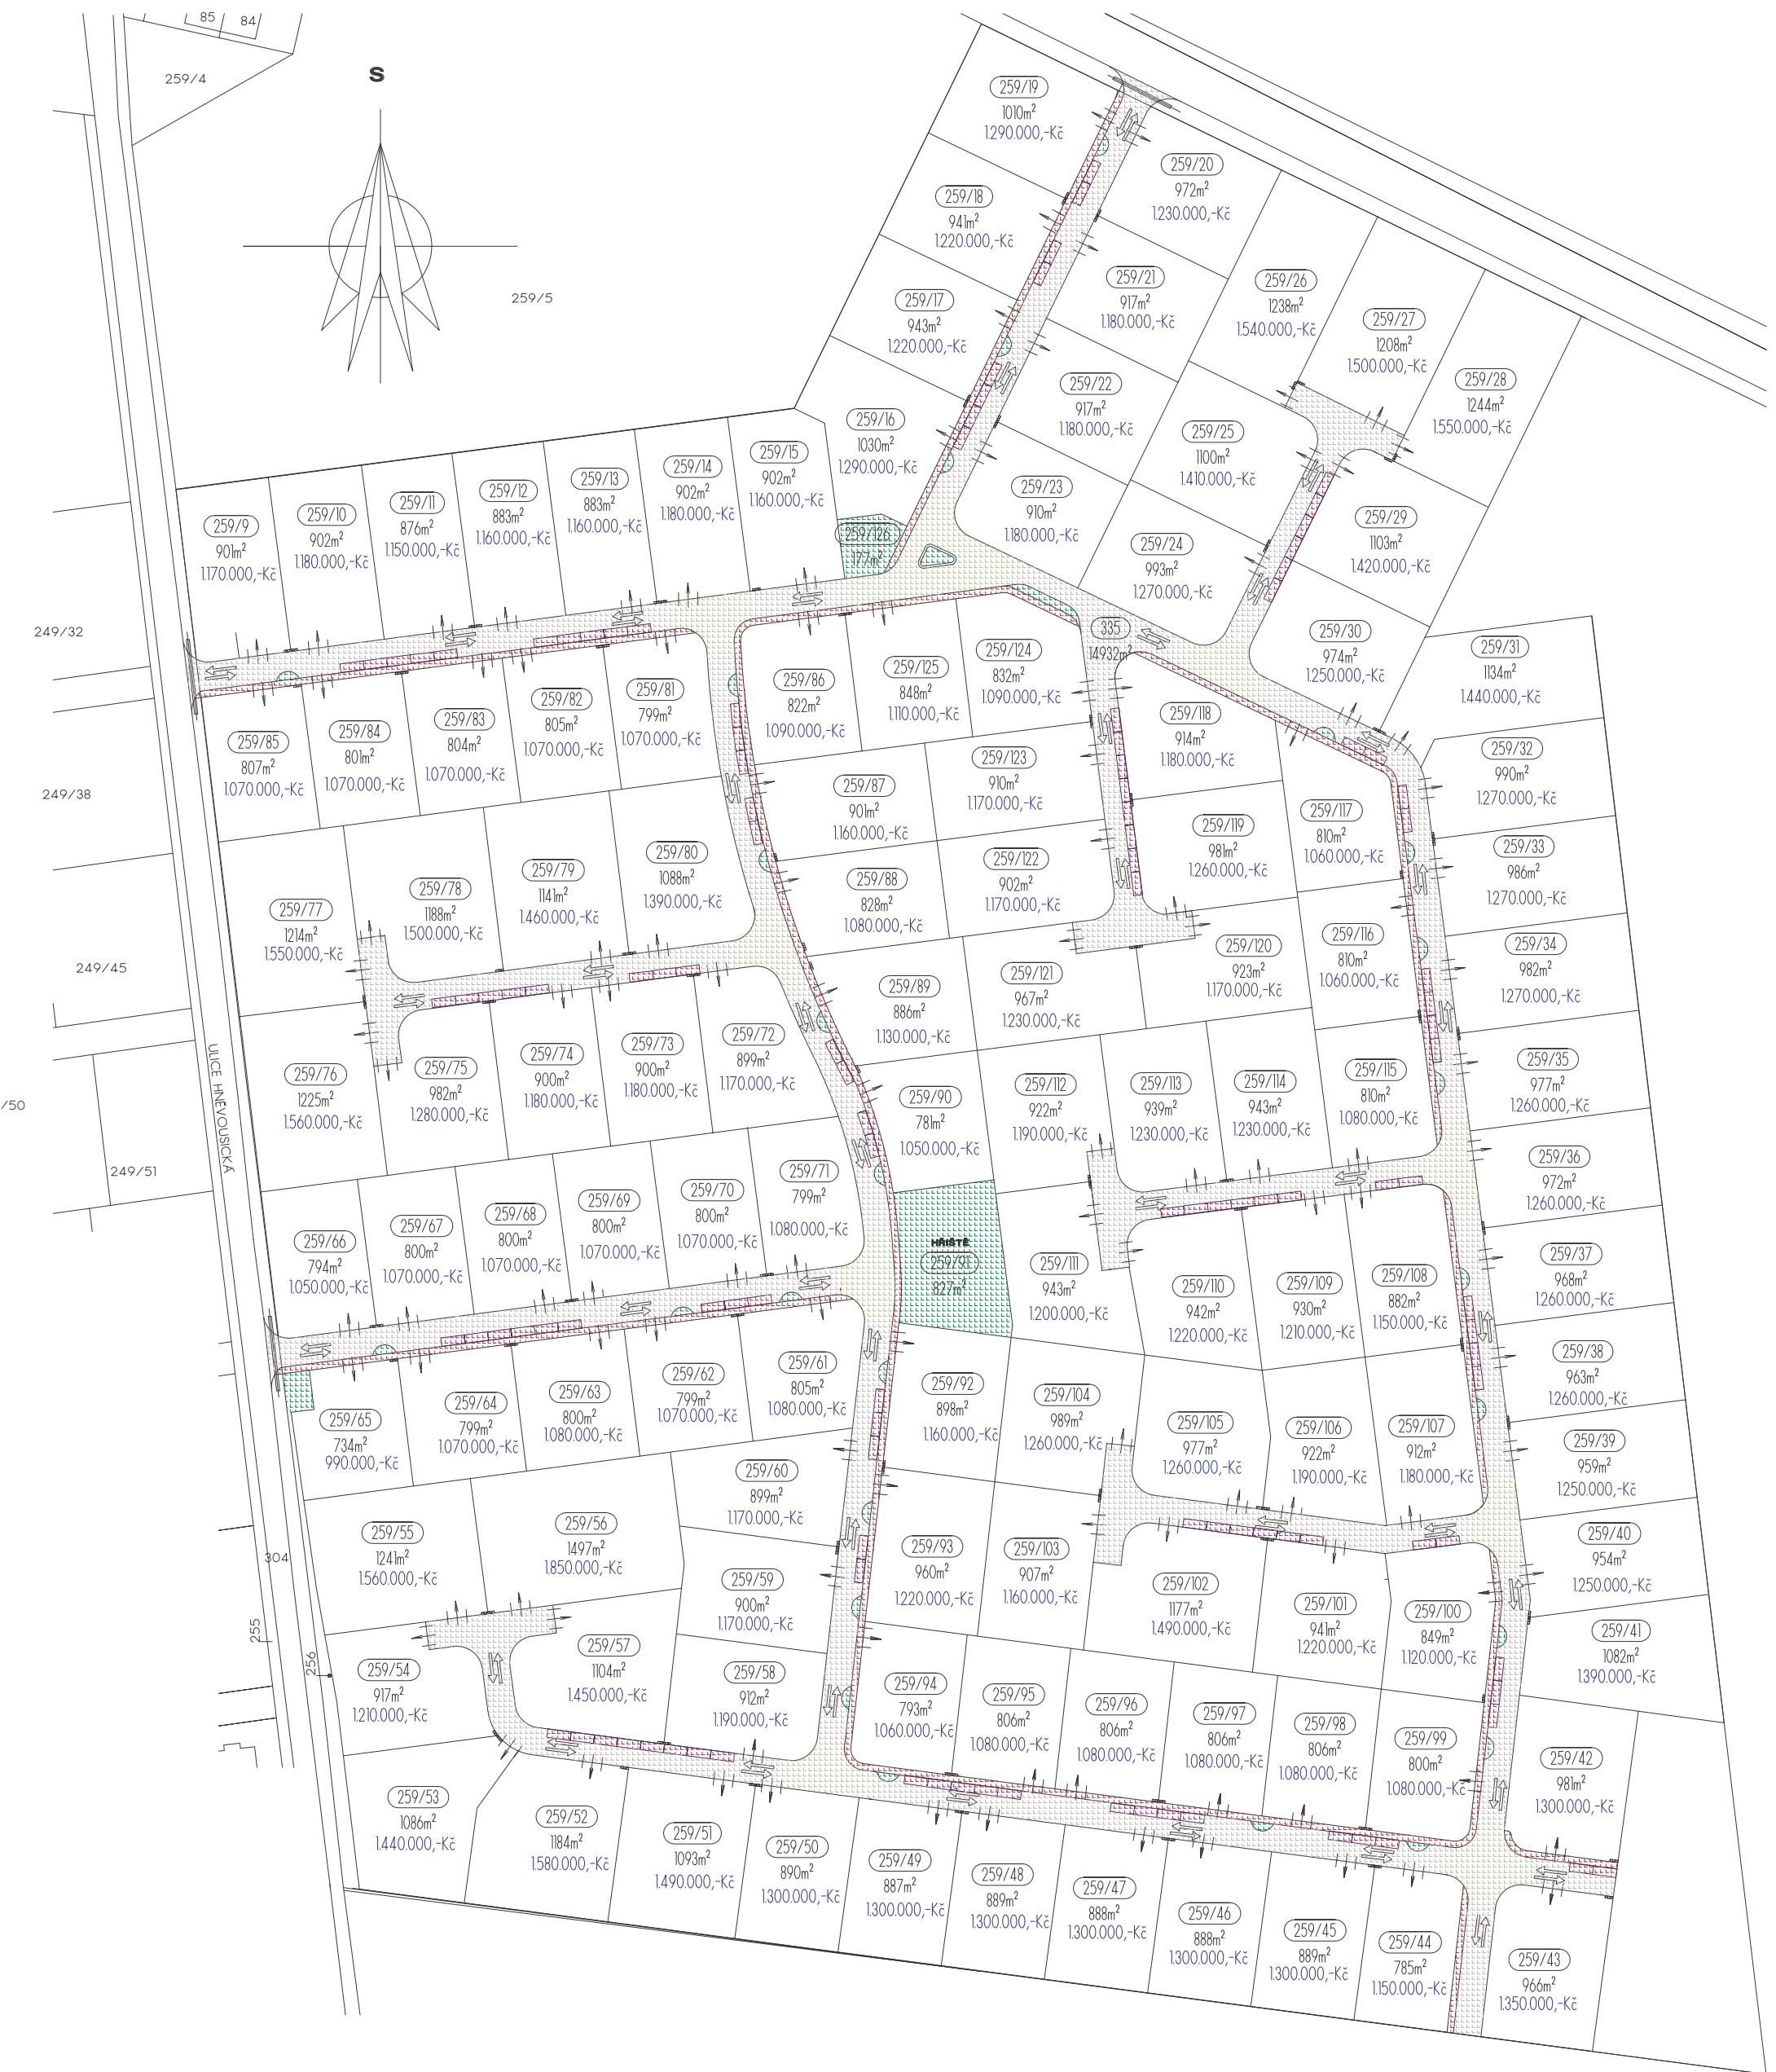 85
84
259/4
S
259/5
249/32
249/38
249/45
/50
249/51
ULICE HNĚVOUSICKÁ
304
255
256
259/19
1010m²
1.290.000,-Kč
259/18
941m²
1.220.000,-Kč
259/17
943m²
1.220.000,-Kč
259/16
1030m²
1.290.000,-Kč
259/20
972m²
1.230.000,-Kč
259/21
917m²
1.180.000,-Kč
259/22
917m²
1.180.000,-Kč
259/23
910m²
1.180.000,-Kč
259/26
1238m²
1.540.000,-Kč
259/27
1208m²
1.500.000,-Kč
259/28
1244m²
1.550.000,-Kč
259/25
1100m²
1.410.000,-Kč
259/24
993m²
1.270.000,-Kč
259/29
1103m²
1.420.000,-Kč
259/30
974m²
1.250.000,-Kč
259/9
901m²
1.170.000,-Kč
259/10
902m²
1.180.000,-Kč
259/11
876m²
1.150.000,-Kč
259/12
883m²
1.160.000,-Kč
259/13
883m²
1.160.000,-Kč
259/14
902m²
1.180.000,-Kč
259/15
902m²
1.160.000,-Kč
259/126
177m²
335
14932m²
259/31
1134m²
1.440.000,-Kč
259/32
990m²
1.270.000,-Kč
259/33
986m²
1.270.000,-Kč
259/34
982m²
1.270.000,-Kč
259/35
977m²
1.260.000,-Kč
259/36
972m²
1.260.000,-Kč
259/37
968m²
1.260.000,-Kč
259/38
963m²
1.260.000,-Kč
259/39
959m²
1.250.000,-Kč
259/40
954m²
1.250.000,-Kč
259/41
1082m²
1.390.000,-Kč
259/42
981m²
1.300.000,-Kč
259/43
966m²
1.350.000,-Kč
259/85
807m²
1.070.000,-Kč
259/84
801m²
1.070.000,-Kč
259/83
804m²
1.070.000,-Kč
259/82
805m²
1.070.000,-Kč
259/81
799m²
1.070.000,-Kč
259/86
822m²
1.090.000,-Kč
259/125
848m²
1.110.000,-Kč
259/124
832m²
1.090.000,-Kč
259/118
914m²
1.180.000,-Kč
259/87
901m²
1.160.000,-Kč
259/123
910m²
1.170.000,-Kč
259/119
981m²
1.260.000,-Kč
259/117
810m²
1.060.000,-Kč
259/77
1214m²
1.550.000,-Kč
259/78
1188m²
1.500.000,-Kč
259/79
1141m²
1.460.000,-Kč
259/80
1088m²
1.390.000,-Kč
259/88
828m²
1.080.000,-Kč
259/122
902m²
1.170.000,-Kč
259/120
923m²
1.170.000,-Kč
259/116
810m²
1.060.000,-Kč
259/89
886m²
1.130.000,-Kč
259/121
967m²
1.230.000,-Kč
259/76
1225m²
1.560.000,-Kč
259/75
982m²
1.280.000,-Kč
259/74
900m²
1.180.000,-Kč
259/73
900m²
1.180.000,-Kč
259/72
899m²
1.170.000,-Kč
259/90
781m²
1.050.000,-Kč
259/112
922m²
1.190.000,-Kč
259/113
939m²
1.230.000,-Kč
259/114
943m²
1.230.000,-Kč
259/115
810m²
1.080.000,-Kč
259/66
794m²
1.050.000,-Kč
259/67
800m²
1.070.000,-Kč
259/68
800m²
1.070.000,-Kč
259/69
800m²
1.070.000,-Kč
259/70
800m²
1.070.000,-Kč
259/71
799m²
1.080.000,-Kč
HŘIŠTĚ
259/91
827m²
259/111
943m²
1.200.000,-Kč
259/110
942m²
1.220.000,-Kč
259/109
930m²
1.210.000,-Kč
259/108
882m²
1.150.000,-Kč
259/65
734m²
990.000,-Kč
259/64
799m²
1.070.000,-Kč
259/63
800m²
1.080.000,-Kč
259/62
799m²
1.070.000,-Kč
259/61
805m²
1.080.000,-Kč
259/92
898m²
1.160.000,-Kč
259/104
989m²
1.260.000,-Kč
259/105
977m²
1.260.000,-Kč
259/106
922m²
1.190.000,-Kč
259/107
912m²
1.180.000,-Kč
259/55
1241m²
1.560.000,-Kč
259/56
1497m²
1.850.000,-Kč
259/60
899m²
1.170.000,-Kč
259/59
900m²
1.170.000,-Kč
259/93
960m²
1.220.000,-Kč
259/103
907m²
1.160.000,-Kč
259/102
1177m²
1.490.000,-Kč
259/101
941m²
1.220.000,-Kč
259/100
849m²
1.120.000,-Kč
259/54
917m²
1.210.000,-Kč
259/57
1104m²
1.450.000,-Kč
259/58
912m²
1.190.000,-Kč
259/94
793m²
1.060.000,-Kč
259/95
806m²
1.080.000,-Kč
259/96
806m²
1.080.000,-Kč
259/97
806m²
1.080.000,-Kč
259/98
806m²
1.080.000,-Kč
259/99
800m²
1.080.000,-Kč
259/53
1086m²
1.440.000,-Kč
259/52
1184m²
1.580.000,-Kč
259/51
1093m²
1.490.000,-Kč
259/50
890m²
1.300.000,-Kč
259/49
887m²
1.300.000,-Kč
259/48
889m²
1.300.000,-Kč
259/47
888m²
1.300.000,-Kč
259/46
888m²
1.300.000,-Kč
259/45
889m²
1.300.000,-Kč
259/44
785m²
1.150.000,-Kč